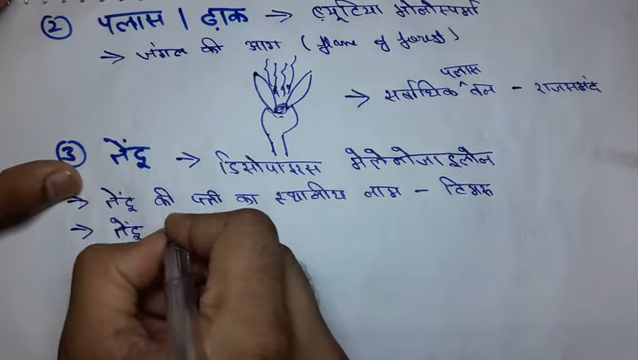 ② पलास / ढ़ाक → ब्यूटिया मोनोस्पर्मा
→ जंगल की आग (flame of forest)
→ सर्वाधिक ^पलास वन - राजसमंद
③ तेंदू → डिसोपायरस मेलेनोजाइलोन
→ तेंदू की पत्ती का स्थानीय नाम - टिमरू
→ तेंदू